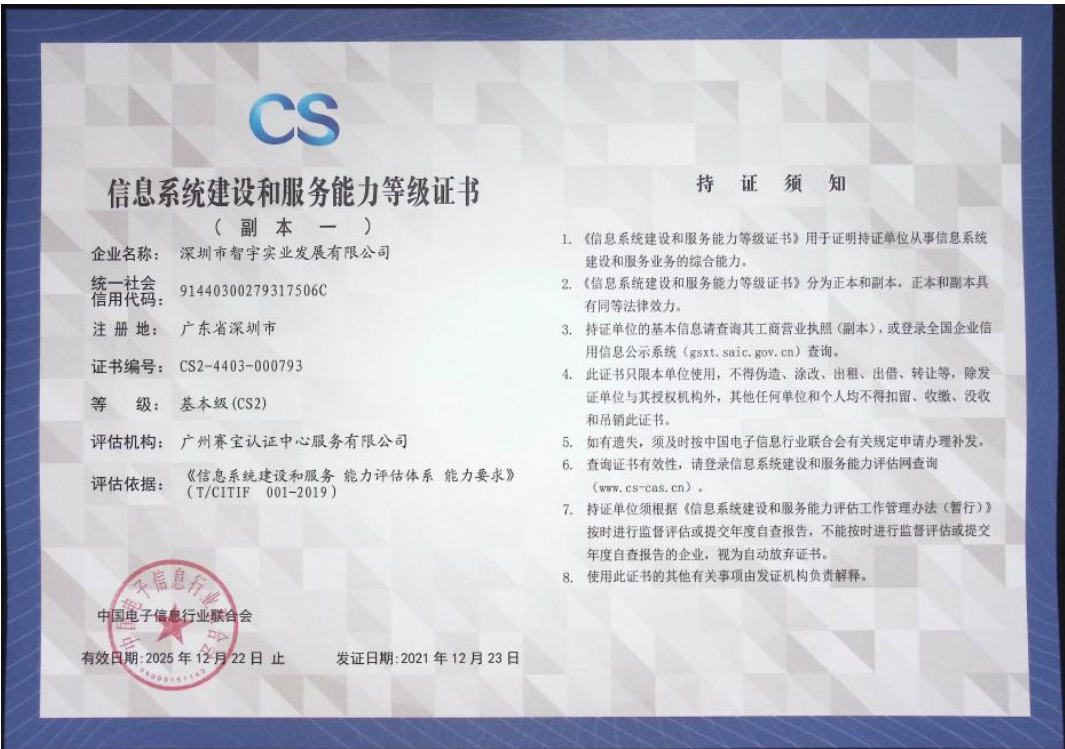 CS
信息系统建设和服务能力等级证书
（副本一）
企业名称： 深圳市智宇实业发展有限公司
统一社会
信用代码： 91440300279317506C
注 册 地： 广东省深圳市
证书编号： CS2-4403-000793
等 级： 基本级(CS2)
评估机构： 广州赛宝认证中心服务有限公司
评估依据： 《信息系统建设和服务 能力评估体系 能力要求》
（T/CITIF 001-2019）
中国电子信息行业联合会
中国电子信息行业联合会
有效日期:2025 年 12 月 22 日 止 发证日期:2021 年 12 月 23 日
持 证 须 知
1. 《信息系统建设和服务能力等级证书》用于证明持证单位从事信息系统
建设和服务业务的综合能力。
2. 《信息系统建设和服务能力等级证书》分为正本和副本，正本和副本具
有同等法律效力。
3. 持证单位的基本信息请查询其工商营业执照（副本），或登录全国企业信
用信息公示系统（gsxt.saic.gov.cn）查询。
4. 此证书只限本单位使用，不得伪造、涂改、出租、出借、转让等，除发
证单位与其授权机构外，其他任何单位和个人均不得扣留、收缴、没收
和吊销此证书。
5. 如有遗失，须及时按中国电子信息行业联合会有关规定申请办理补发。
6. 查询证书有效性，请登录信息系统建设和服务能力评估网查询
（www.cs-cas.cn）。
7. 持证单位须根据《信息系统建设和服务能力评估工作管理办法（暂行）》
按时进行监督评估或提交年度自查报告，不能按时进行监督评估或提交
年度自查报告的企业，视为自动放弃证书。
8. 使用此证书的其他有关事项由发证机构负责解释。